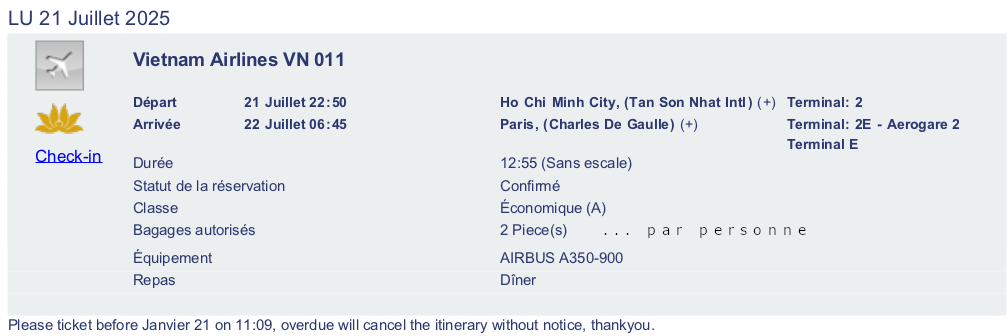 LU 21 Juillet 2025
Vietnam Airlines VN 011
Départ 21 Juillet 22:50 Ho Chi Minh City, (Tan Son Nhat Intl) (+) Terminal: 2
Arrivée 22 Juillet 06:45 Paris, (Charles De Gaulle) (+) Terminal: 2E - Aerogare 2
Terminal E
Check-in
Durée 12:55 (Sans escale)
Statut de la réservation Confirmé
Classe Économique (A)
Bagages autorisés 2 Piece(s) ... par personne
Équipement AIRBUS A350-900
Repas Dîner
Please ticket before Janvier 21 on 11:09, overdue will cancel the itinerary without notice, thankyou.